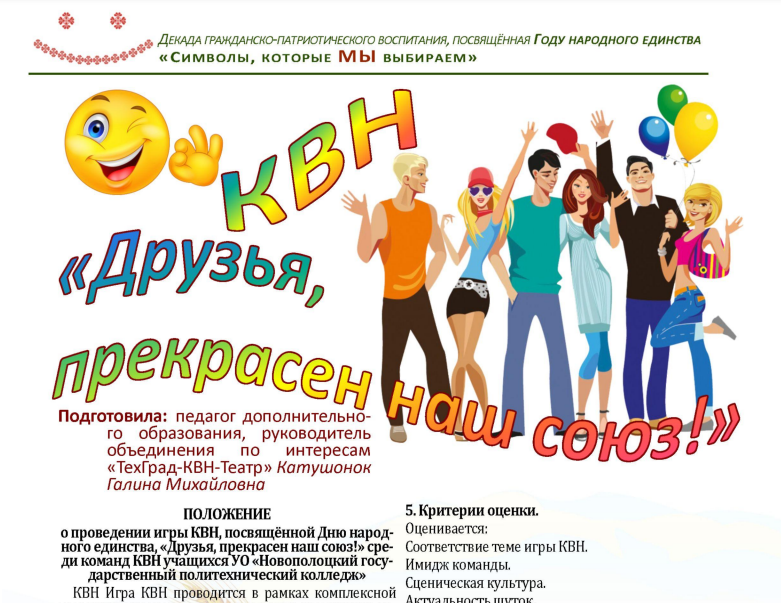 Декада гражданско-патриотического воспитания, посвящённая Году народного единства
«Символы, которые МЫ выбираем»
КВН
«Друзья,
прекрасен наш союз!»
Подготовила: педагог дополнительно-
го образования, руководитель
объединения по интересам
«ТехГрад-КВН-Театр» Катушонок
Галина Михайловна
ПОЛОЖЕНИЕ
о проведении игры КВН, посвящённой Дню народ-
ного единства, «Друзья, прекрасен наш союз!» сре-
ди команд КВН учащихся УО «Новополоцкий госу-
дарственный политехнический колледж»
КВН Игра КВН проводится в рамках комплексной
5. Критерии оценки.
Оценивается:
Соответствие теме игры КВН.
Имидж команды.
Сценическая культура.
Актуальность шуток.